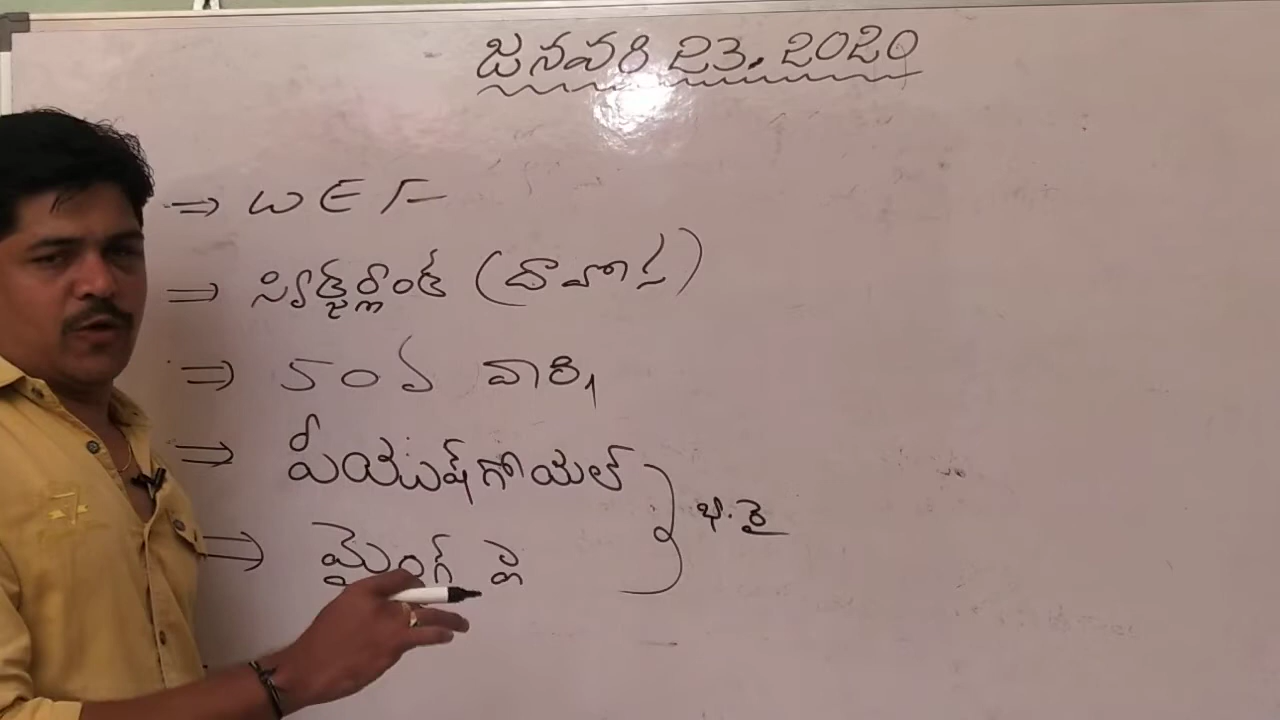 జనవరి 23, 2020
⇒ WEF
⇒ స్విట్జర్లాండ్ (దావోస్)
⇒ 50వ వారి,
⇒ పీయూష్ గోయల్
⇒